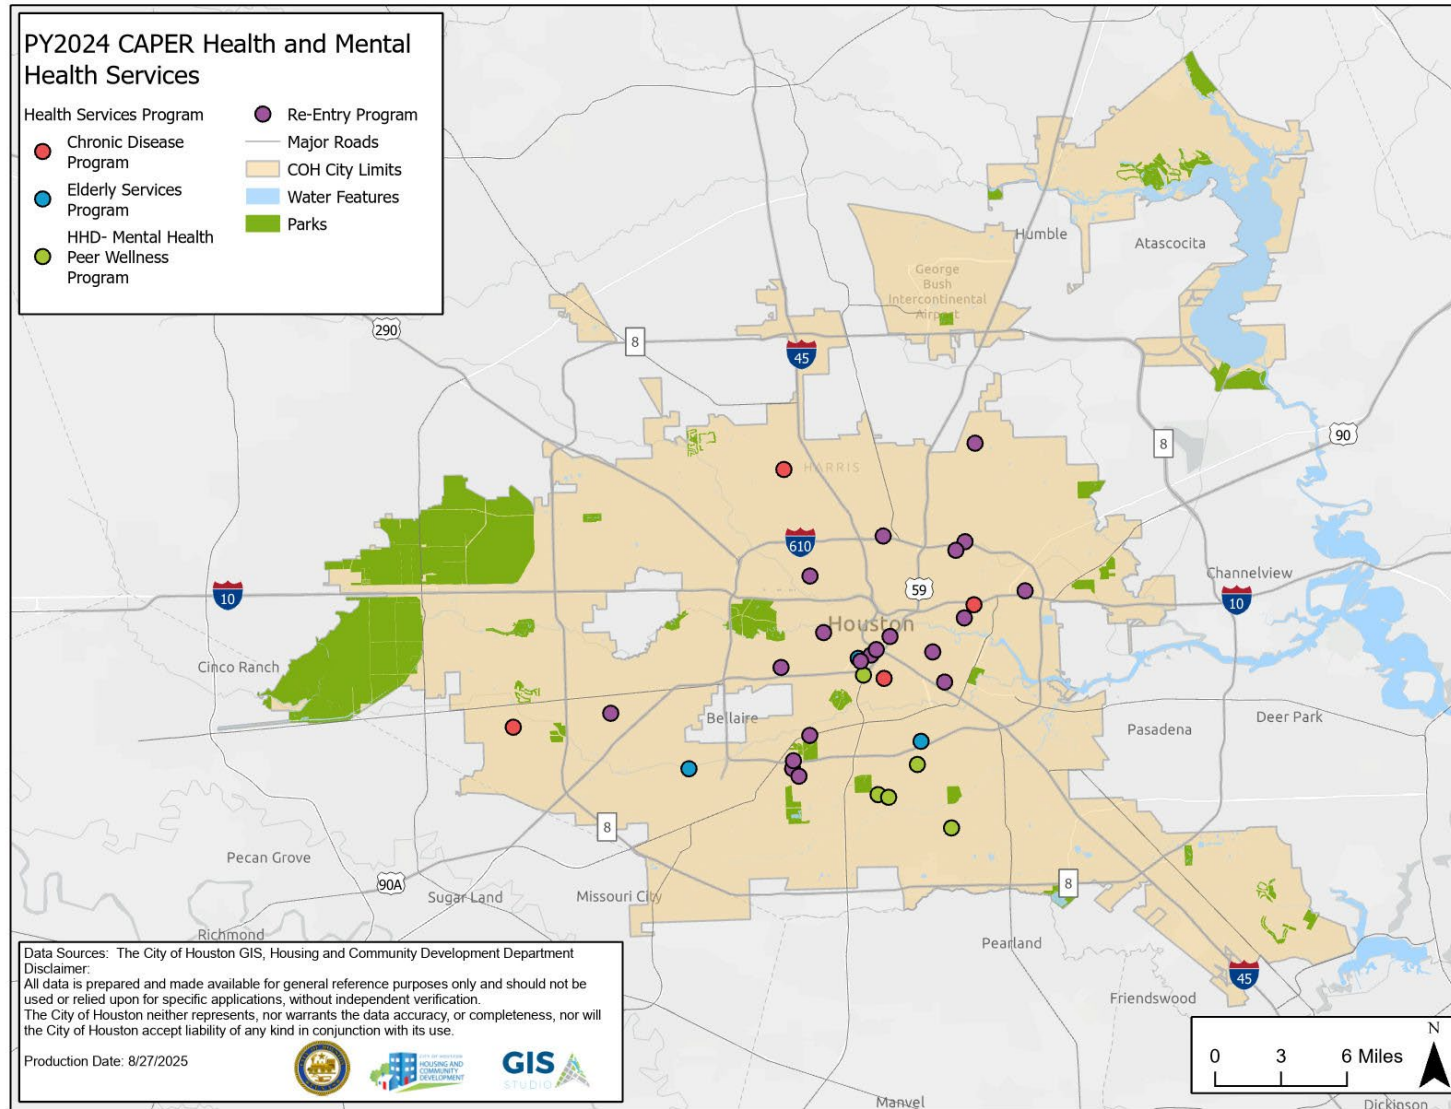 PY2024 CAPER Health and Mental
Health Services
Health Services Program
Chronic Disease
Program
Elderly Services
Program
HHD- Mental Health
Peer Wellness
Program
Re-Entry Program
Major Roads
COH City Limits
Water Features
Parks
Humble
Atascocita
George
Bush
Intercontinental
Airport
290
8
45
90
8
HARRIS
610
59
Channelview
10
10
Houston
Cinco Ranch
Bellaire
Pasadena
Deer Park
8
Pecan Grove
90A
Sugar Land
Missouri City
8
Richmond
Pearland
45
Friendswood
Manvel
Dickinson
Data Sources: The City of Houston GIS, Housing and Community Development Department
Disclaimer:
All data is prepared and made available for general reference purposes only and should not be
used or relied upon for specific applications, without independent verification.
The City of Houston neither represents, nor warrants the data accuracy, or completeness, nor will
the City of Houston accept liability of any kind in conjunction with its use.
Production Date: 8/27/2025
CITY OF HOUSTON
HOUSING AND
COMMUNITY
DEVELOPMENT
GIS
STUDIO
N
0 3 6 Miles